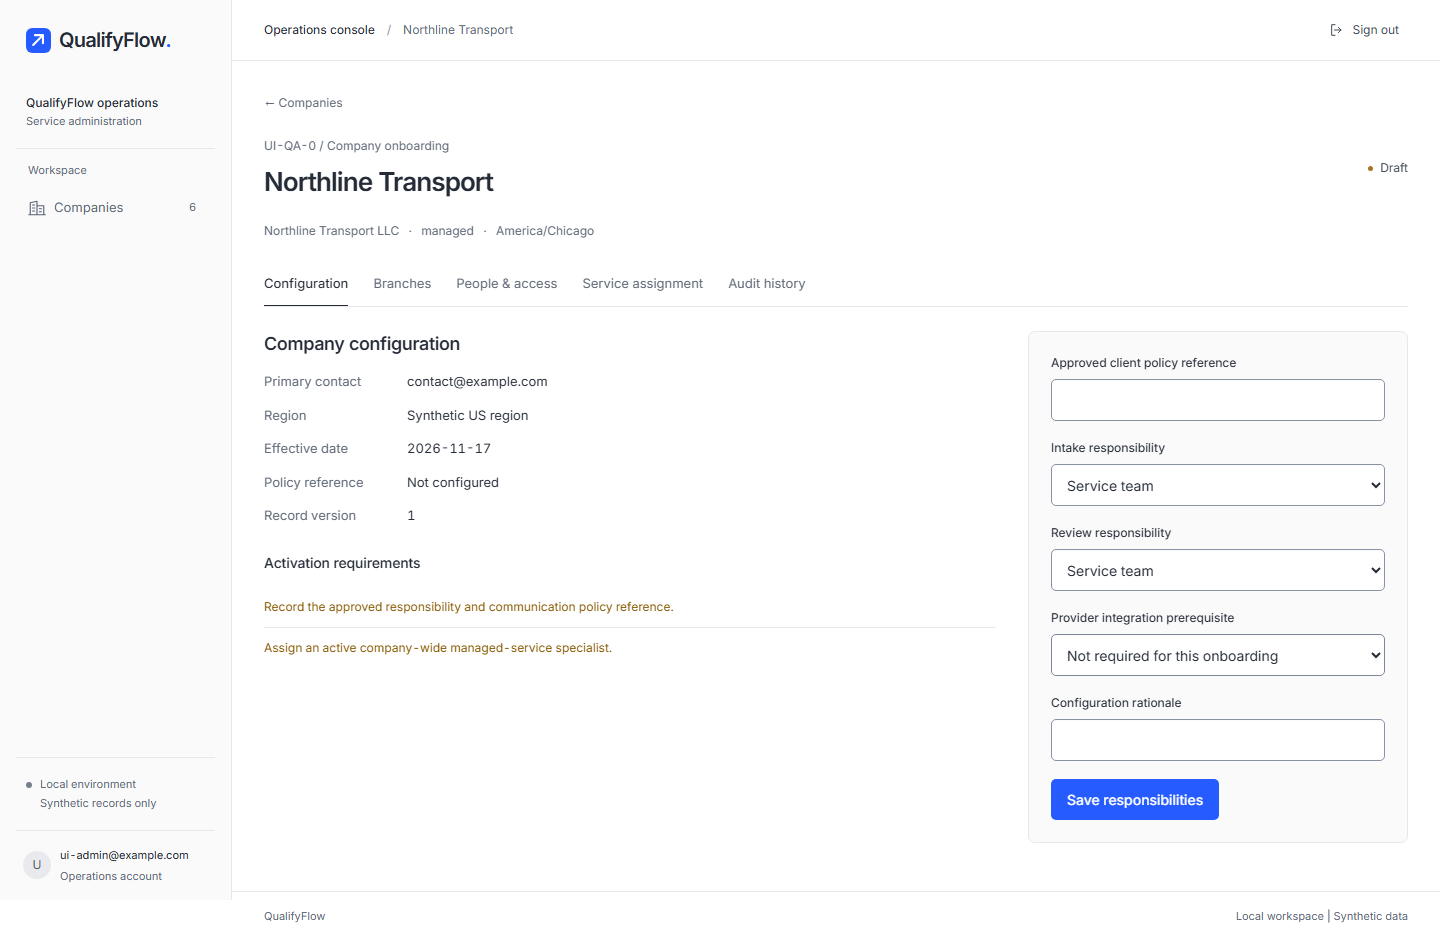 QualifyFlow.
QualifyFlow operations
Service administration
Workspace
Companies 6
Local environment
Synthetic records only
U
ui-admin@example.com
Operations account
Operations console / Northline Transport
Sign out
← Companies
UI-QA-0 / Company onboarding
Northline Transport
Draft
Northline Transport LLC · managed · America/Chicago
Configuration Branches People & access Service assignment Audit history
Company configuration
Primary contact contact@example.com
Region Synthetic US region
Effective date 2026-11-17
Policy reference Not configured
Record version 1
Activation requirements
Record the approved responsibility and communication policy reference.
Assign an active company-wide managed-service specialist.
Approved client policy reference
Intake responsibility
Service team
Review responsibility
Service team
Provider integration prerequisite
Not required for this onboarding
Configuration rationale
Save responsibilities
QualifyFlow
Local workspace | Synthetic data